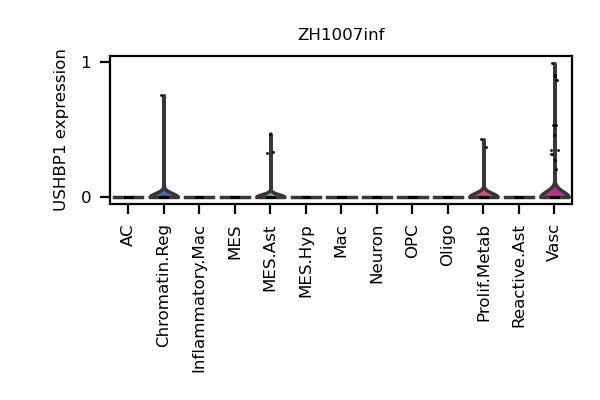 ZH1007inf
USHBP1 expression
1
0
AC
Chromatin.Reg
Inflammatory.Mac
MES
MES.Ast
MES.Hyp
Mac
Neuron
OPC
Oligo
Prolif.Metab
Reactive.Ast
Vasc